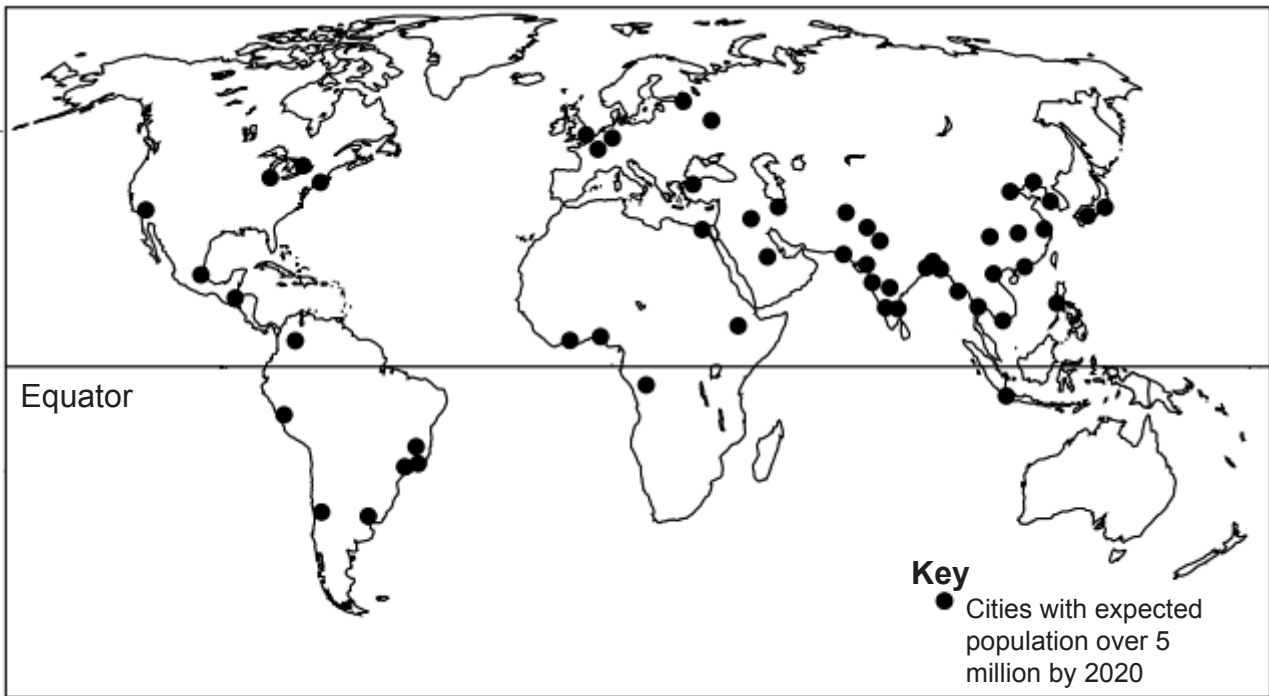 Equator
Key
Cities with expected
population over 5
million by 2020